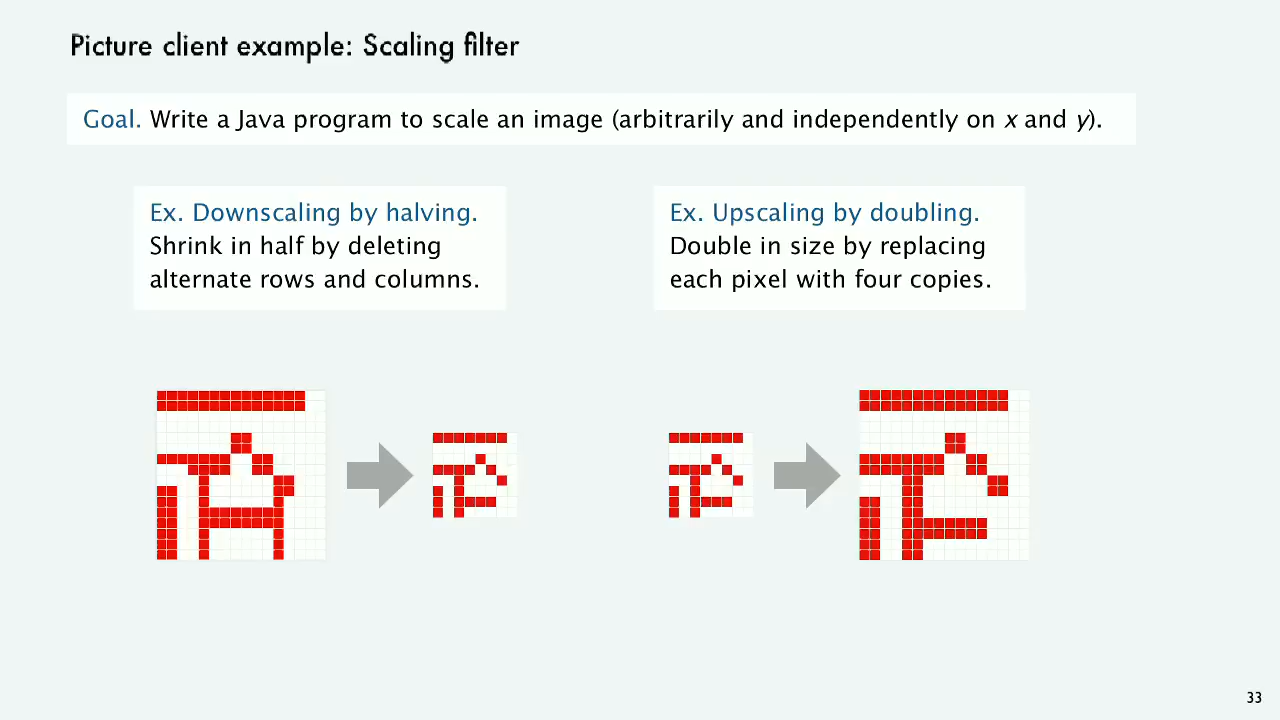 Picture client example: Scaling filter
Goal. Write a Java program to scale an image (arbitrarily and independently on x and y).
Ex. Downscaling by halving.
Shrink in half by deleting
alternate rows and columns.
Ex. Upscaling by doubling.
Double in size by replacing
each pixel with four copies.
33